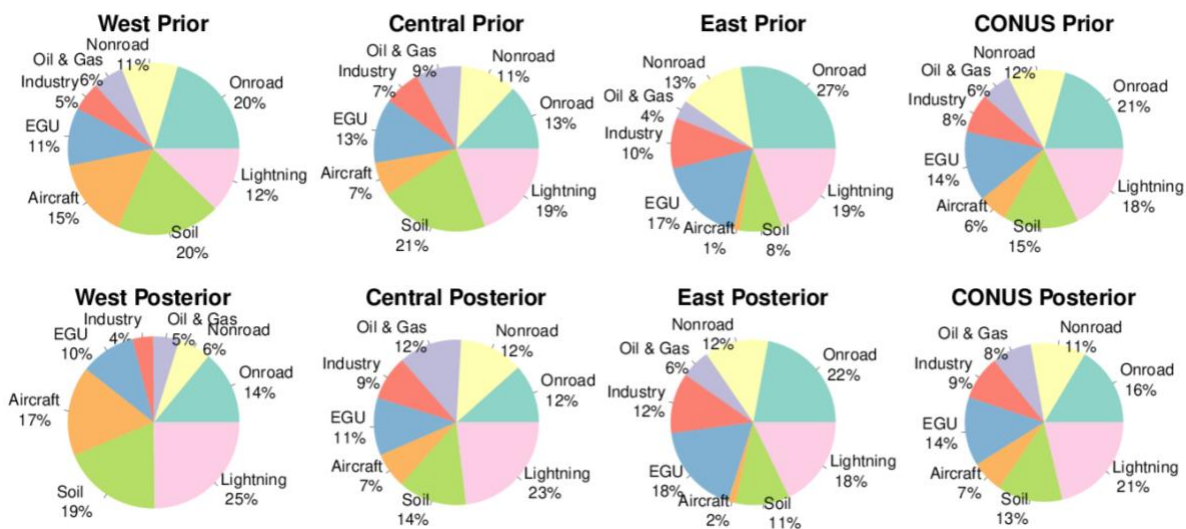 West Prior
Nonroad
11%
Oil & Gas
6%
Industry
5%
EGU
11%
Aircraft
15%
Soil
20%
Lightning
12%
Onroad
20%
Central Prior
Oil & Gas
9%
Nonroad
11%
Industry
7%
Onroad
13%
EGU
13%
Aircraft
7%
Soil
21%
Lightning
19%
East Prior
Nonroad
13%
Onroad
27%
Oil & Gas
4%
Industry
10%
EGU
17%
Aircraft
1%
Soil
8%
Lightning
19%
CONUS Prior
Nonroad
12%
Oil & Gas
6%
Onroad
21%
Industry
8%
EGU
14%
Aircraft
6%
Soil
15%
Lightning
18%
West Posterior
Industry
4%
Oil & Gas
5%
Nonroad
6%
EGU
10%
Onroad
14%
Aircraft
17%
Soil
19%
Lightning
25%
Central Posterior
Oil & Gas
12%
Nonroad
12%
Industry
9%
Onroad
12%
EGU
11%
Aircraft
7%
Soil
14%
Lightning
23%
East Posterior
Nonroad
12%
Oil & Gas
6%
Onroad
22%
Industry
12%
EGU
18%
Aircraft
2%
Soil
11%
Lightning
18%
CONUS Posterior
Oil & Gas
8%
Nonroad
11%
Industry
9%
Onroad
16%
EGU
14%
Aircraft
7%
Soil
13%
Lightning
21%